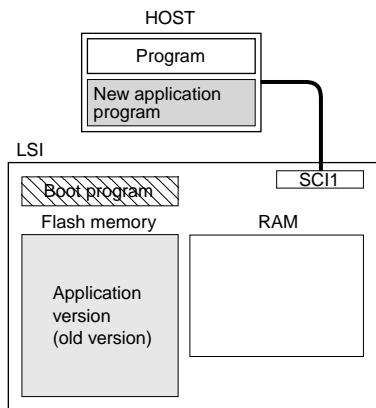 HOST
Program
New application
program
LSI
SCI1
Boot program
Flash memory
RAM
Application
version
(old version)